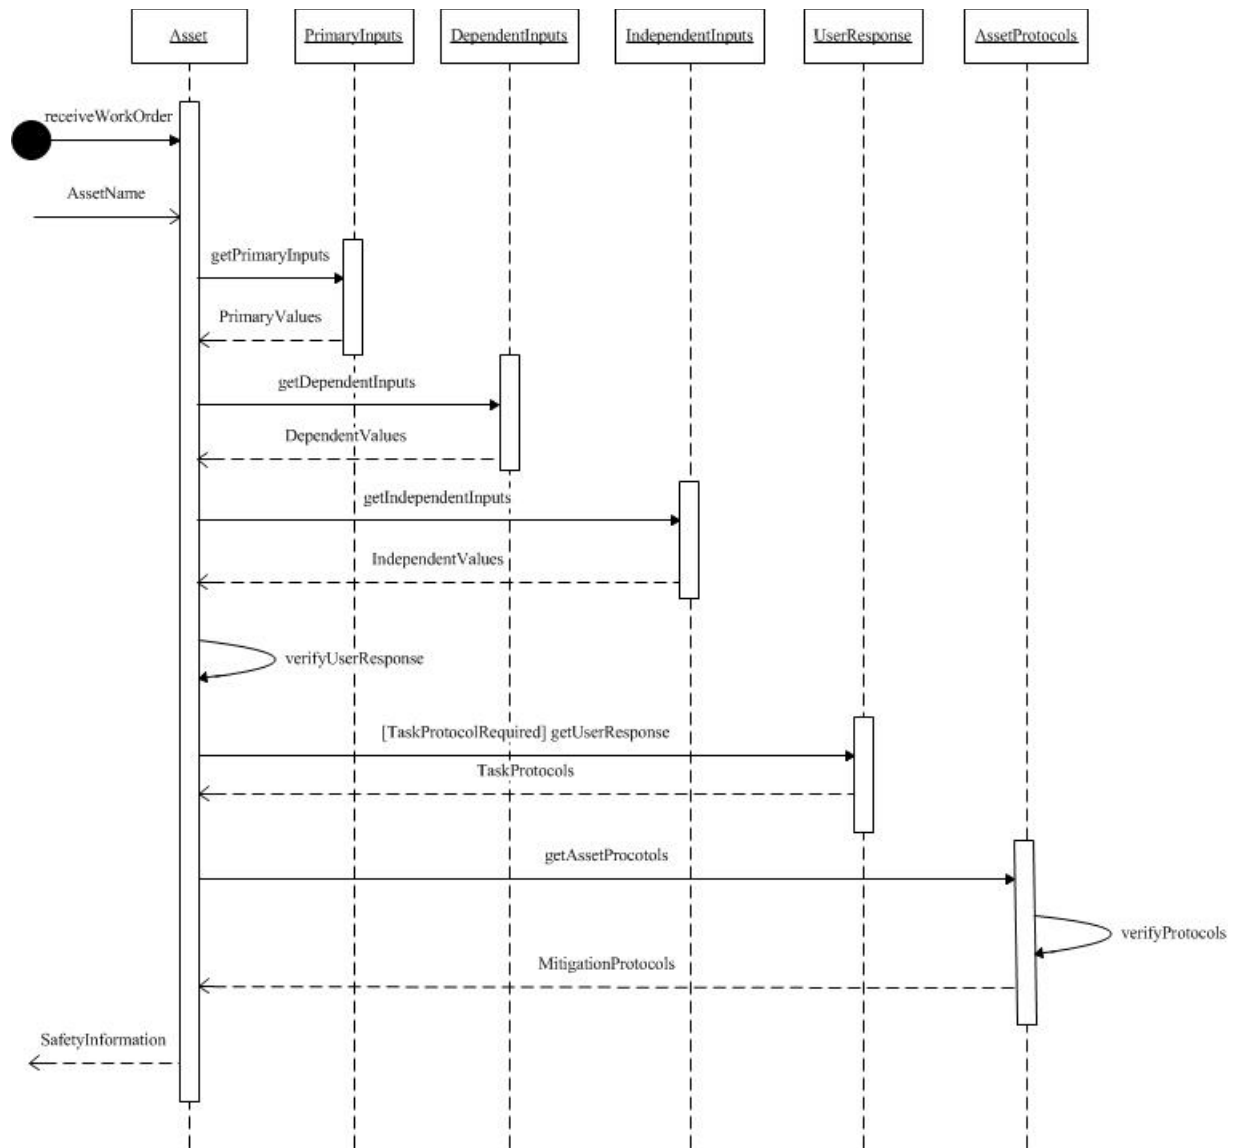 Asset
PrimaryInputs
DependentInputs
IndependentInputs
UserResponse
AssetProtocols
receiveWorkOrder
AssetName
getPrimaryInputs
PrimaryValues
getDependentInputs
DependentValues
getIndependentInputs
IndependentValues
verifyUserResponse
[TaskProtocolRequired] getUserResponse
TaskProtocols
getAssetProcotols
verifyProtocols
MitigationProtocols
SafetyInformation